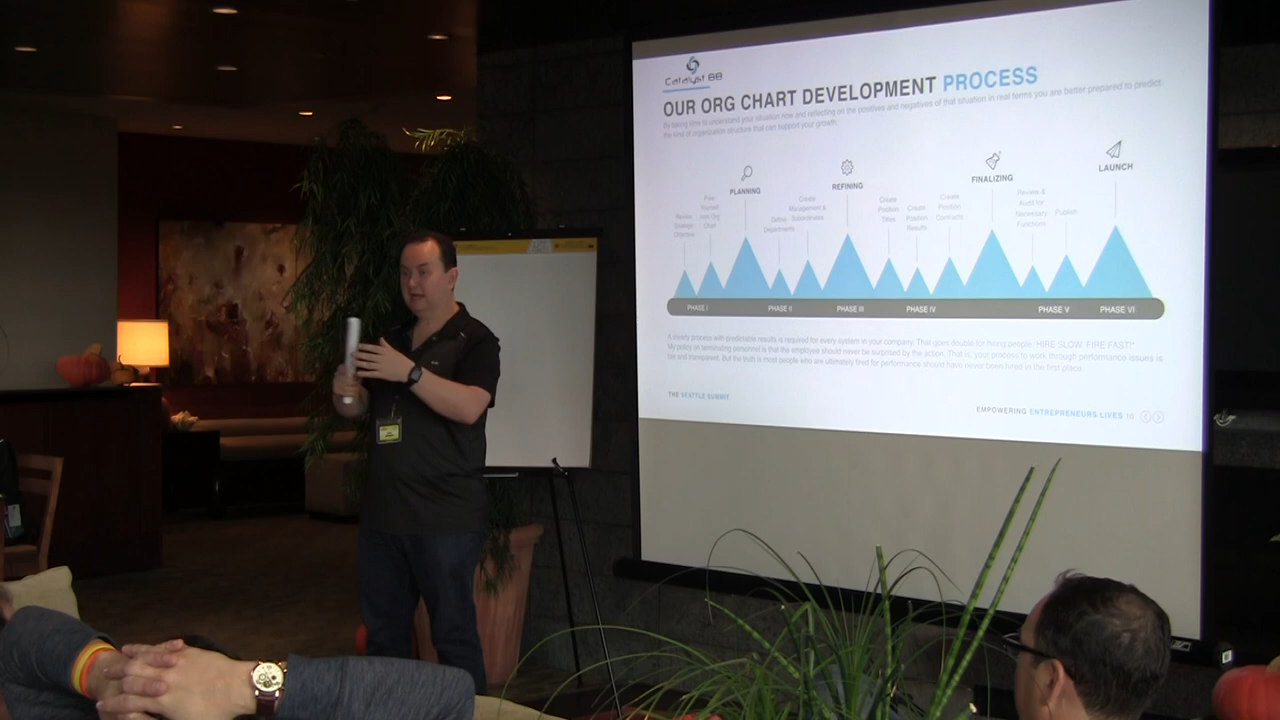 Catalyst 88
OUR ORG CHART DEVELOPMENT PROCESS
By taking time to understand your situation now and reflecting on the positives and negatives of that situation in real terms you are better prepared to predict
the kind of organization structure that can support your growth.
LAUNCH
FINALIZING
REFINING
PLANNING
Review
Strategic
Objective
Free
Yourself
from Org
Chart
Define
Departments
Create
Management &
Subordinates
Create
Position
Titles
Create
Position
Results
Create
Position
Contracts
Review &
Audit for
Necessary
Functions
Publish
PHASE I
PHASE II
PHASE III
PHASE IV
PHASE V
PHASE VI
A steady process with predictable results is required for every system in your company. That goes double for hiring people. HIRE SLOW. FIRE FAST!"
My policy on terminating personnel is that the employee should never be surprised by the action. That is, your process to work through performance issues is
fair and transparent. But the truth is most people who are ultimately fired for performance should have never been hired in the first place.
THE SEATTLE SUMMIT
EMPOWERING ENTREPRENEURS LIVES